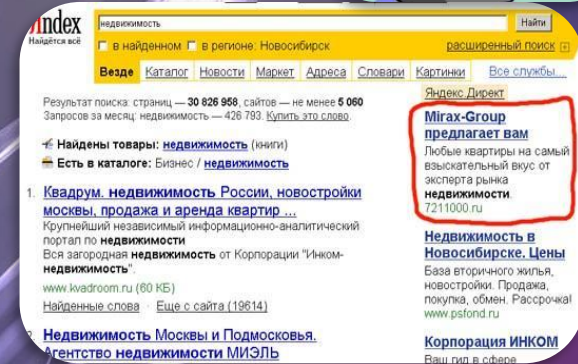 Яndex
Найдётся всё
недвижимость
Найти
в найденном в регионе: Новосибирск
расширенный поиск
Везде Каталог Новости Маркет Адреса Словари Картинки Все службы...
Результат поиска: страниц — 30 826 958, сайтов — не менее 5 060
Запросов за месяц: недвижимость — 426 793. Купить это слово.
Найдены товары: недвижимость (книги)
Есть в каталоге: Бизнес / недвижимость
1. Квадрум. недвижимость России, новостройки
москвы, продажа и аренда квартир ...
Крупнейший независимый информационно-аналитический
портал по недвижимости
Вся загородная недвижимость от Корпорации "Инком-
недвижимость".
www.kvadroom.ru (60 КБ)
Найденные слова · Еще с сайта (19614)
2. Недвижимость Москвы и Подмосковья.
Агентство недвижимости МИЭЛЬ
Яндекс.Директ
Mirax-Group
предлагает вам
Любые квартиры на самый
взыскательный вкус от
эксперта рынка
недвижимости.
7211000.ru
Недвижимость в
Новосибирске. Цены
База вторичного жилья,
новостройки. Продажа,
покупка, обмен. Рассрочка!
www.psfond.ru
Корпорация ИНКОМ
Ваш гид в сфере